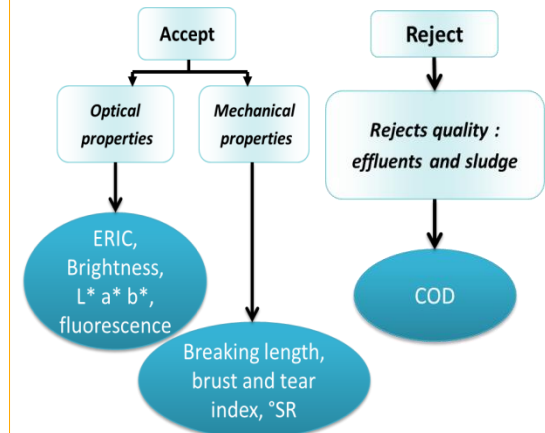 Accept
Optical
properties
Mechanical
properties
ERIC,
Brightness,
L* a* b*,
fluorescence
Breaking length,
brust and tear
index, °SR
Reject
Rejects quality :
effluents and sludge
COD